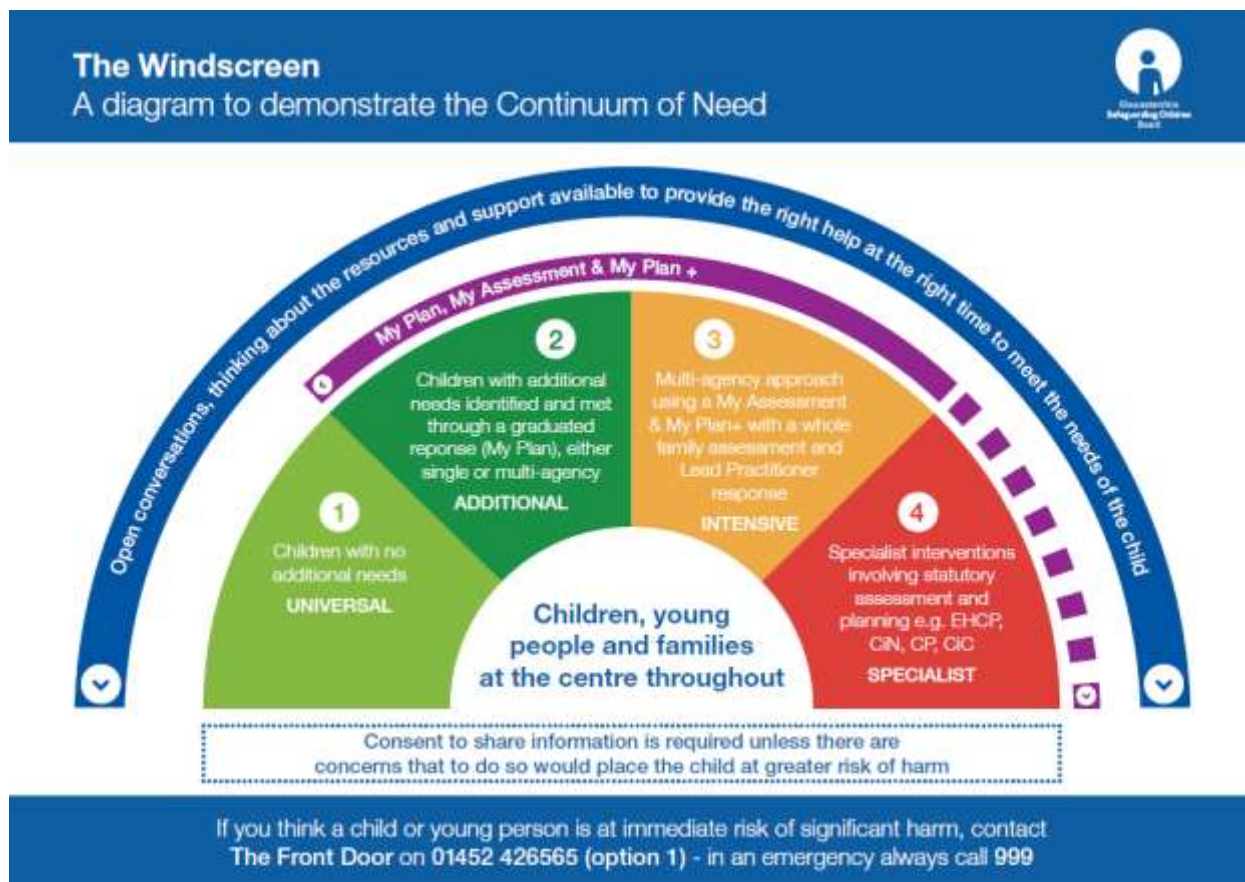 The Windscreen
A diagram to demonstrate the Continuum of Need
Gloucestershire
Safeguarding Children
Board
Open conversations, thinking about the resources and support available to provide the right help at the right time to meet the needs of the child
My Plan, My Assessment & My Plan +
1
Children with no
additional needs
UNIVERSAL
2
Children with additional
needs identified and met
through a graduated
reponse (My Plan), either
single or multi-agency
ADDITIONAL
3
Multi-agency approach
using a My Assessment
& My Plan+ with a whole
family assessment and
Lead Practitioner
response
INTENSIVE
4
Specialist interventions
involving statutory
assessment and
planning e.g. EHCP,
CiN, CP, CiC
SPECIALIST
Children, young
people and families
at the centre throughout
Consent to share information is required unless there are
concerns that to do so would place the child at greater risk of harm
If you think a child or young person is at immediate risk of significant harm, contact
The Front Door on 01452 426565 (option 1) - in an emergency always call 999